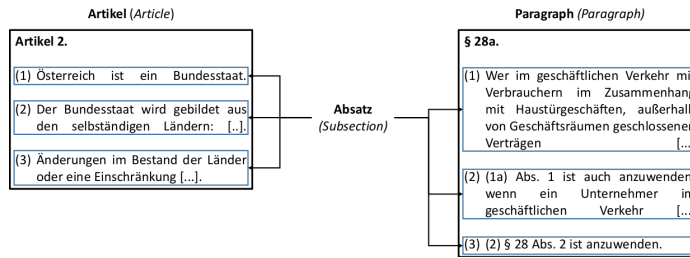 Artikel (Article)
Artikel 2.
(1) Österreich ist ein Bundesstaat.
(2) Der Bundesstaat wird gebildet aus
den selbständigen Ländern: [..].
(3) Änderungen im Bestand der Länder
oder eine Einschränkung [...].
Absatz
(Subsection)
Paragraph (Paragraph)
§ 28a.
(1) Wer im geschäftlichen Verkehr mi
Verbrauchern im Zusammenhang
mit Haustürgeschäften, außerhall
von Geschäftsräumen geschlossener
Verträgen [...
(2) (1a) Abs. 1 ist auch anzuwenden
wenn ein Unternehmer in
geschäftlichen Verkehr [...
(3) (2) § 28 Abs. 2 ist anzuwenden.